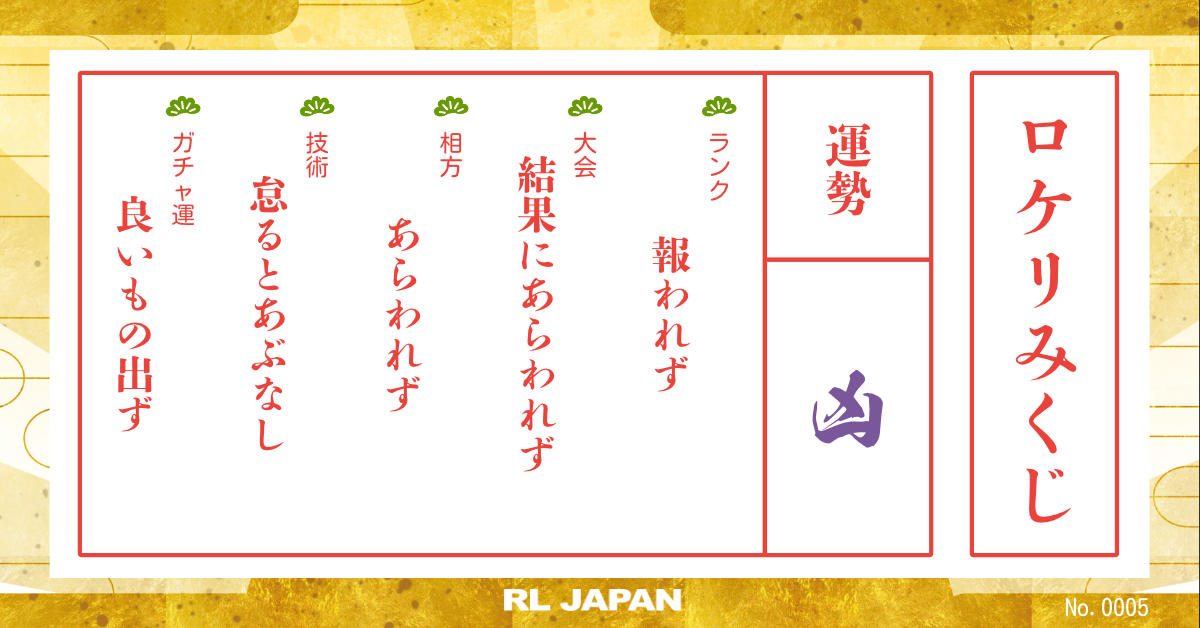 ロケリみくじ
運勢
凶
ランク
報われず
大会
結果にあらわれず
相方
あらわれず
技術
怠るとあぶなし
ガチャ運
良いもの出ず
RL JAPAN
No. 0005